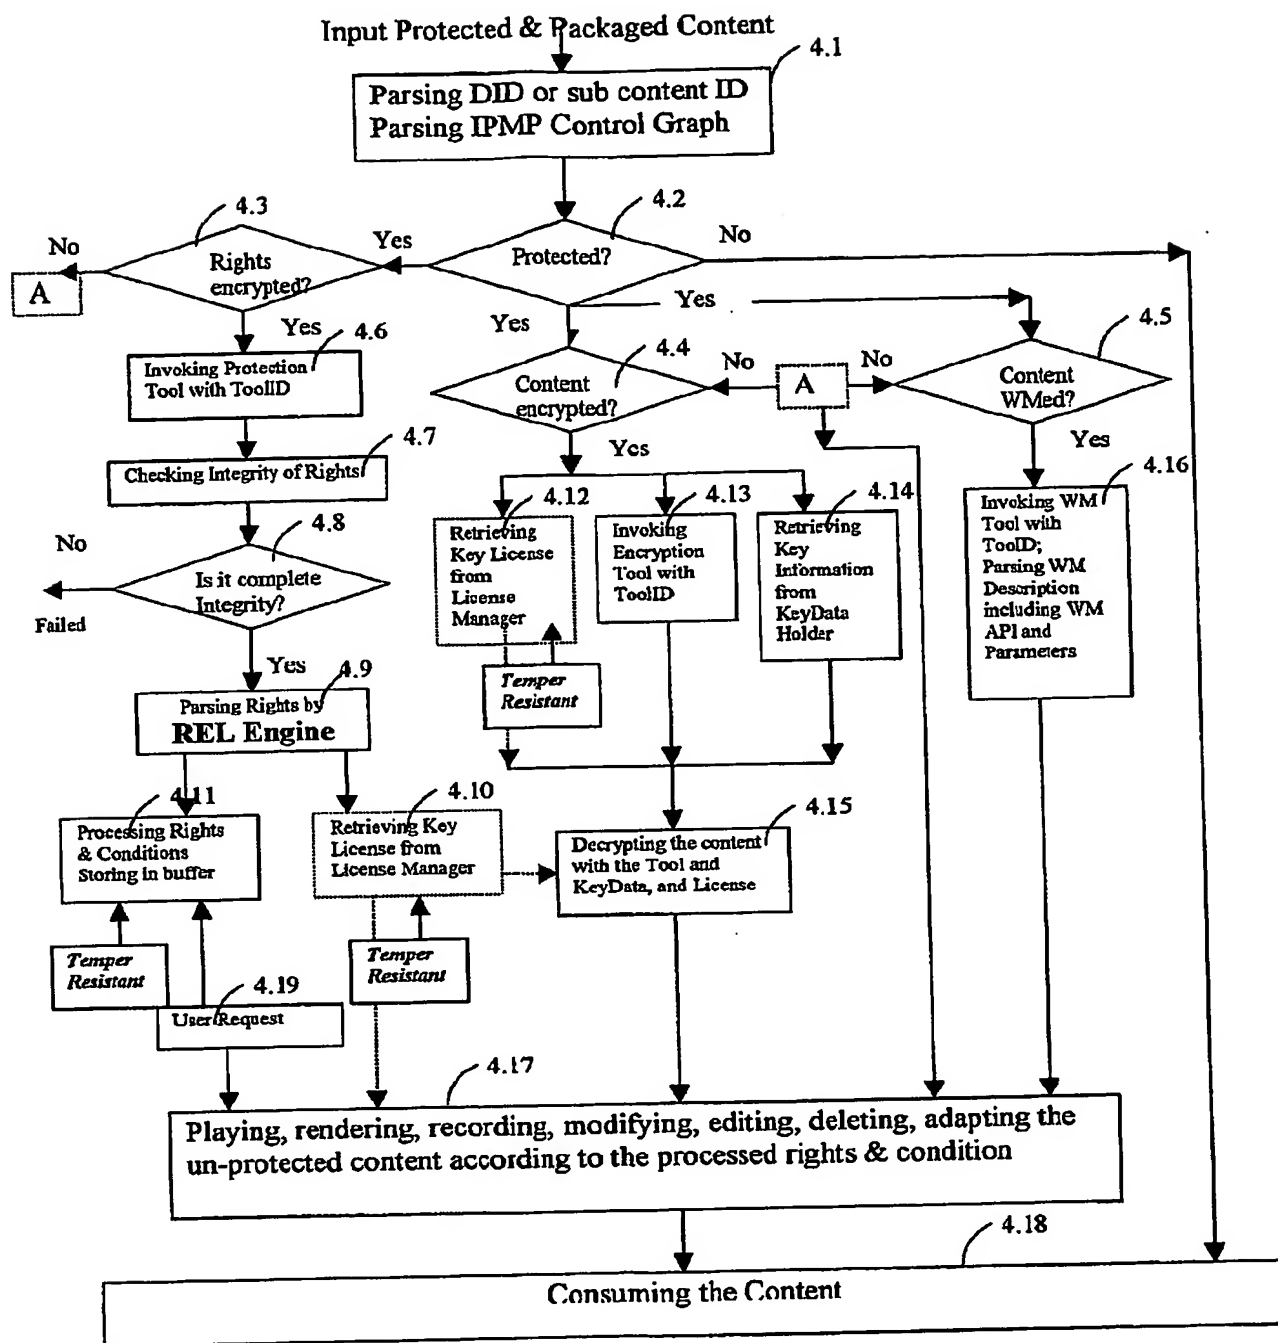 Input Protected & Packaged Content
4.1
Parsing DID or sub content ID
Parsing IPMP Control Graph
4.3
4.2
No
Yes
No
Rights
encrypted?
Protected?
A
Yes
Yes
Yes
4.6
4.4
4.5
Invoking Protection
Tool with ToolID
No
A
No
Content
encrypted?
Content
WMed?
4.7
Yes
Yes
Checking Integrity of Rights
4.12
4.13
4.14
4.16
4.8
Retrieving
Key License
from
License
Manager
Invoking
Encryption
Tool with
ToolID
Retrieving
Key
Information
from
KeyData
Holder
Invoking WM
Tool with
ToolID;
Parsing WM
Description
including WM
API and
Parameters
No
Is it complete
Integrity?
Failed
Yes
4.9
Temper
Resistant
Parsing Rights by
REL Engine
4.11
4.10
4.15
Processing Rights
& Conditions
Storing in buffer
Retrieving Key
License from
License Manager
Decrypting the content
with the Tool and
KeyData, and License
Temper
Resistant
Temper
Resistant
4.19
User Request
4.17
Playing, rendering, recording, modifying, editing, deleting, adapting the
un-protected content according to the processed rights & condition
4.18
Consuming the Content